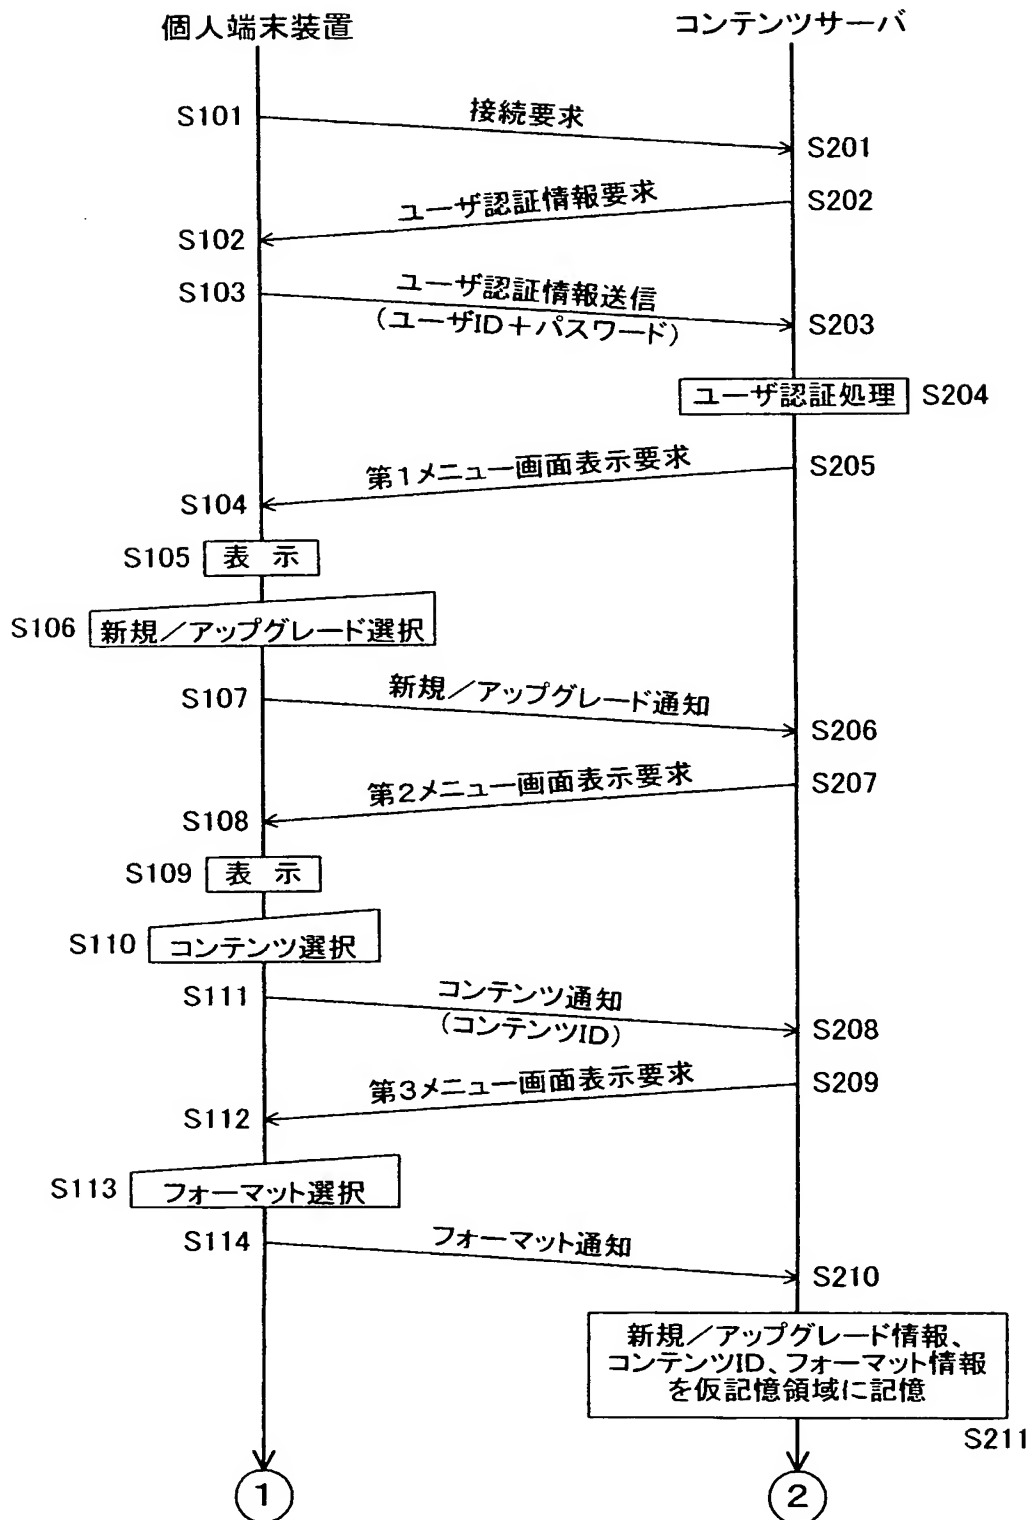 個人端末装置
コンテンツサーバ
S101
接続要求
S201
ユーザ認証情報要求
S202
S102
S103
ユーザ認証情報送信
(ユーザID+パスワード)
S203
ユーザ認証処理
S204
第1メニュー画面表示要求
S205
S104
S105
表 示
S106
新規/アップグレード選択
S107
新規/アップグレード通知
S206
第2メニュー画面表示要求
S207
S108
S109
表 示
S110
コンテンツ選択
S111
コンテンツ通知
(コンテンツID)
S208
第3メニュー画面表示要求
S209
S112
S113
フォーマット選択
S114
フォーマット通知
S210
新規/アップグレード情報、
コンテンツID、フォーマット情報
を仮記憶領域に記憶
S211
1
2